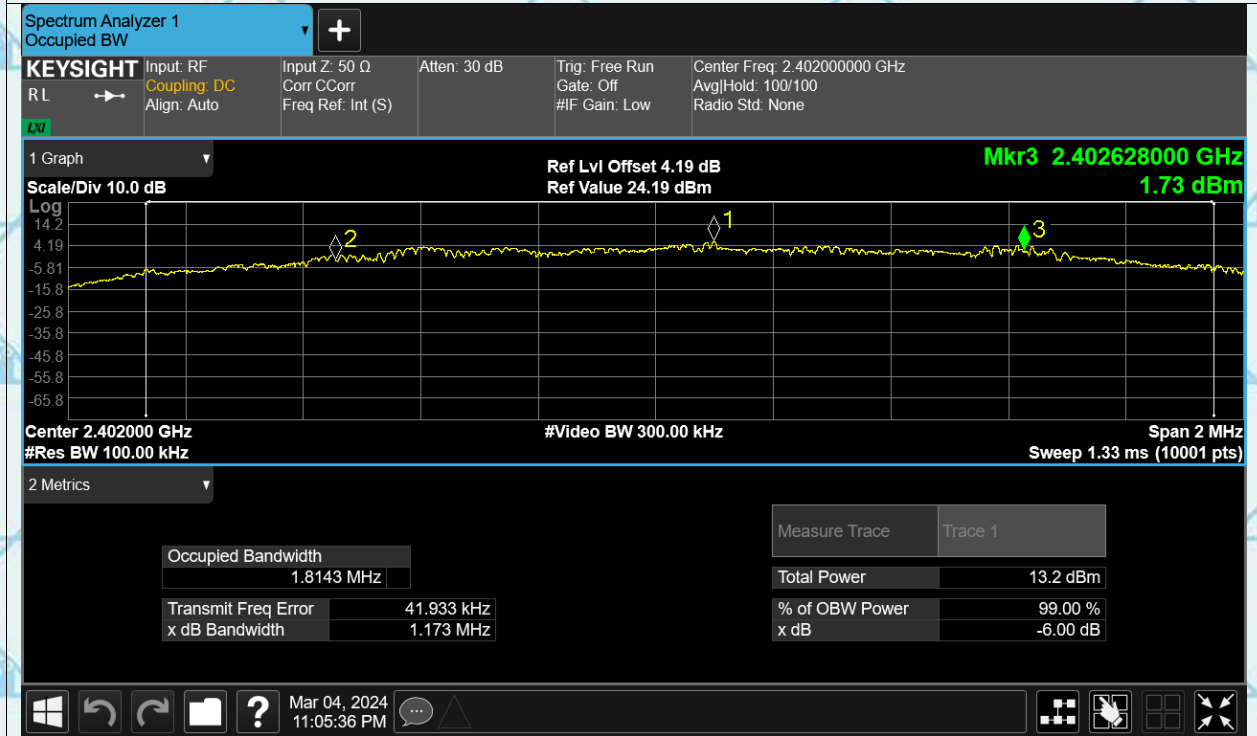 Spectrum Analyzer 1
Occupied BW
+
KEYSIGHT
R L
LXI
Input: RF
Coupling: DC
Align: Auto
Input Z: 50 Ω
Corr CCorr
Freq Ref: Int (S)
Atten: 30 dB
Trig: Free Run
Gate: Off
#IF Gain: Low
Center Freq: 2.402000000 GHz
Avg|Hold: 100/100
Radio Std: None
1 Graph
Scale/Div 10.0 dB
Ref Lvl Offset 4.19 dB
Ref Value 24.19 dBm
Mkr3 2.402628000 GHz
1.73 dBm
Log
14.2
4.19
-5.81
-15.8
-25.8
-35.8
-45.8
-55.8
-65.8
2
1
3
Center 2.402000 GHz
#Res BW 100.00 kHz
#Video BW 300.00 kHz
Span 2 MHz
Sweep 1.33 ms (10001 pts)
2 Metrics
Occupied Bandwidth
1.8143 MHz
Transmit Freq Error 41.933 kHz
x dB Bandwidth 1.173 MHz
Measure Trace Trace 1
Total Power 13.2 dBm
% of OBW Power 99.00 %
x dB -6.00 dB
?
Mar 04, 2024
11:05:36 PM